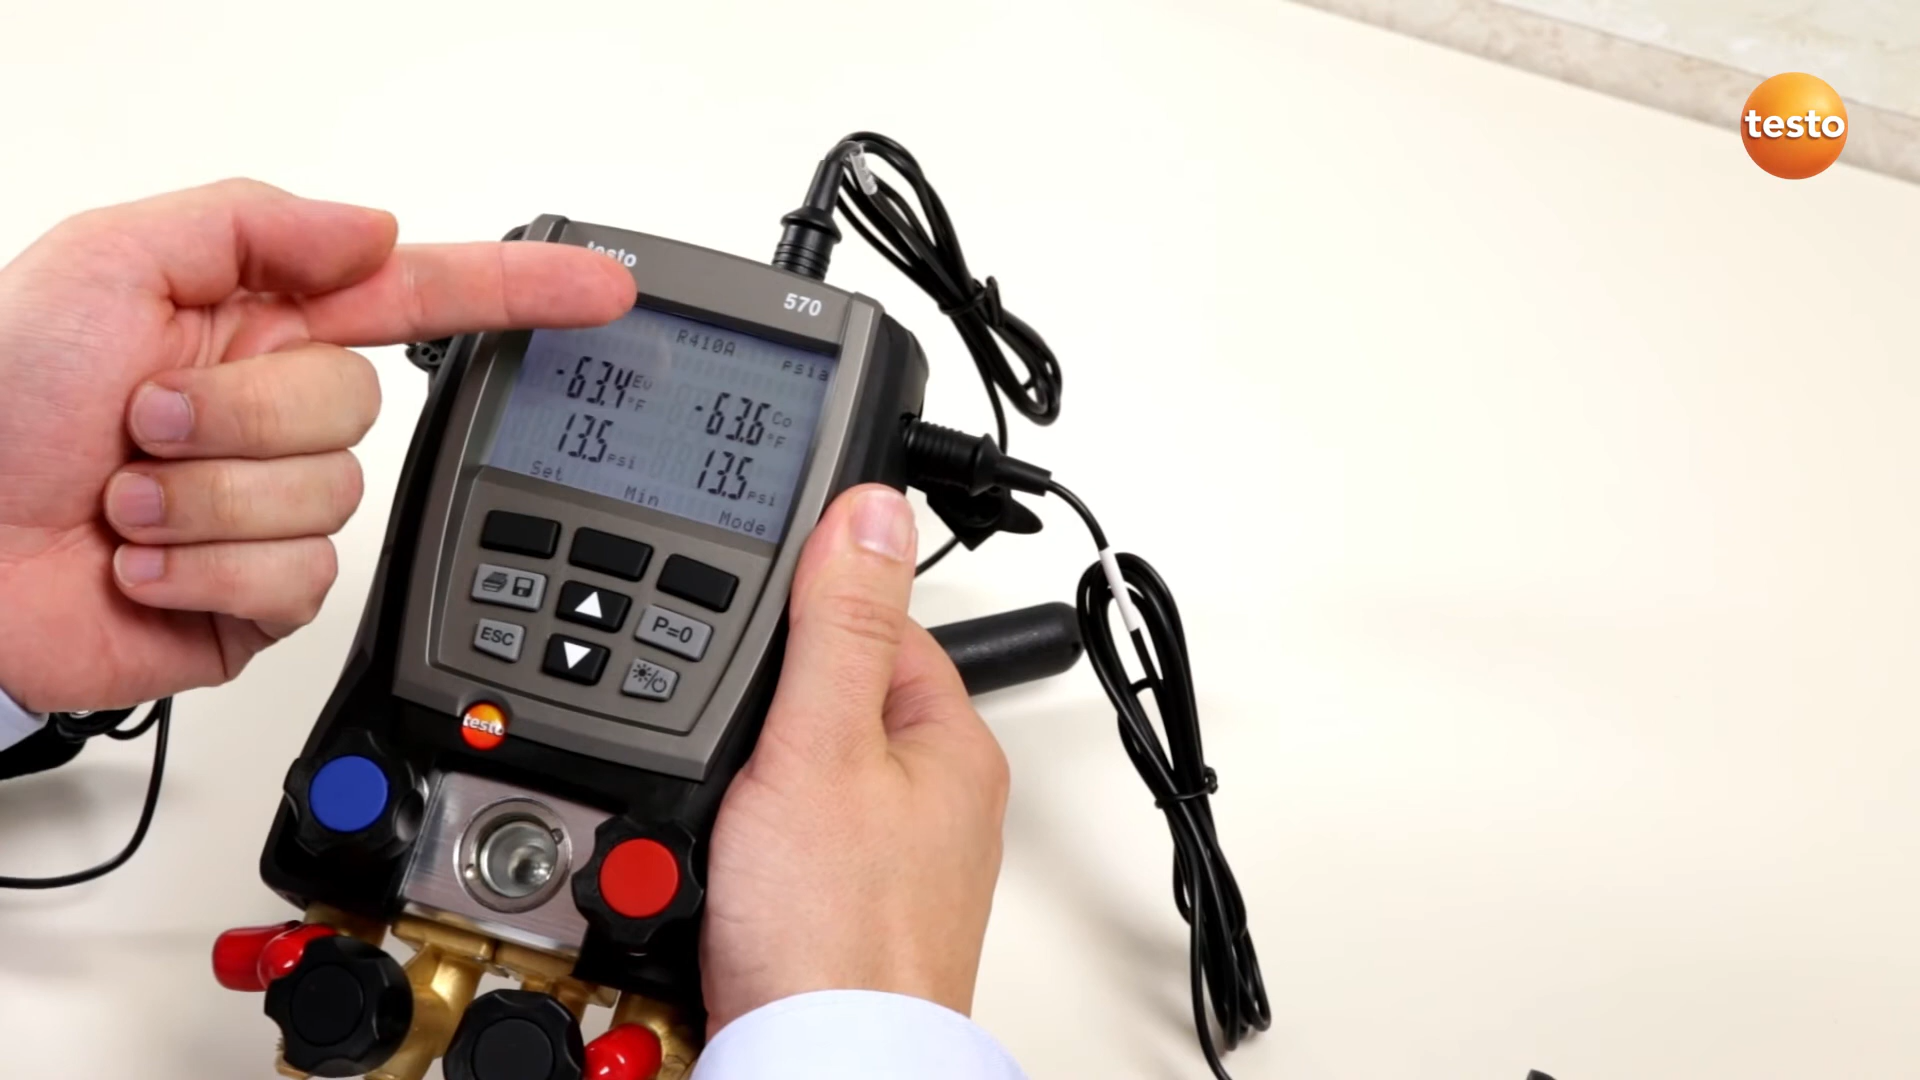 testo
testo
570
R410A
psia
-63.4 Ev °F
-63.6 Co °F
13.5 psi
13.5 psi
Set
Min
Mode
P=0
ESC
testo